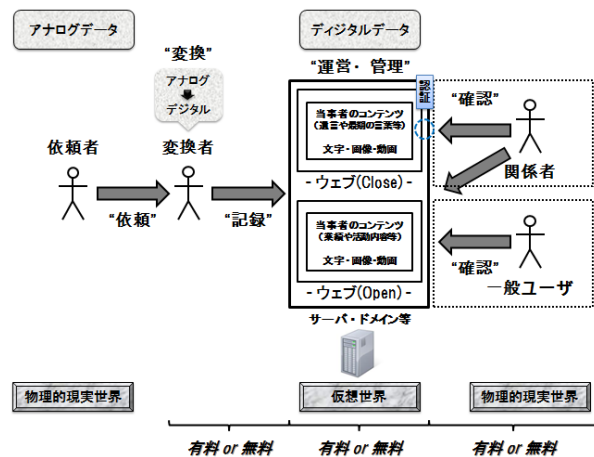 アナログデータ
ディジタルデータ
“変換”
アナログ
デジタル
“運営・管理”
認証
当事者のコンテンツ
(遺言や最期の言葉等)
文字・画像・動画
- ウェブ(Close) -
“確認”
関係者
依頼者
変換者
“依頼”
“記録”
当事者のコンテンツ
(業績や活動内容等)
文字・画像・動画
- ウェブ(Open) -
“確認”
一般ユーザ
サーバ・ドメイン等
物理的現実世界
仮想世界
物理的現実世界
有料 or 無料
有料 or 無料
有料 or 無料